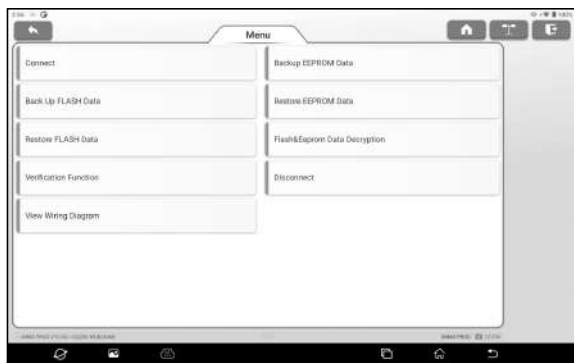 Menu
Connect
Backup EEPROM Data
Back Up FLASH Data
Restore EEPROM Data
Restore FLASH Data
Flash&Eeprom Data Decryption
Verification Function
Disconnect
View Wiring Diagram